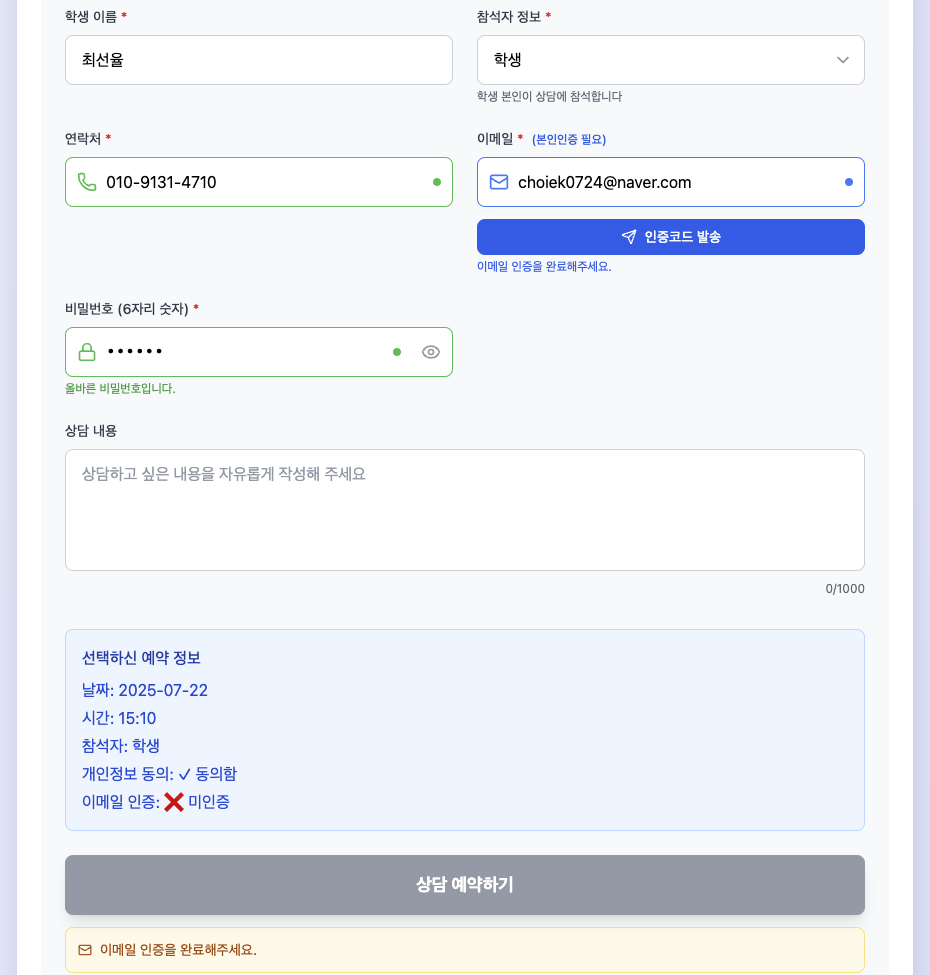 학생 이름 *
참석자 정보 *
최선율
학생
학생 본인이 상담에 참석합니다
연락처 *
이메일 * (본인인증 필요)
010-9131-4710
choiek0724@naver.com
인증코드 발송
이메일 인증을 완료해주세요.
비밀번호 (6자리 숫자) *
••••••
올바른 비밀번호입니다.
상담 내용
상담하고 싶은 내용을 자유롭게 작성해 주세요
0/1000
선택하신 예약 정보
날짜: 2025-07-22
시간: 15:10
참석자: 학생
개인정보 동의: ✓ 동의함
이메일 인증: ❌ 미인증
상담 예약하기
이메일 인증을 완료해주세요.